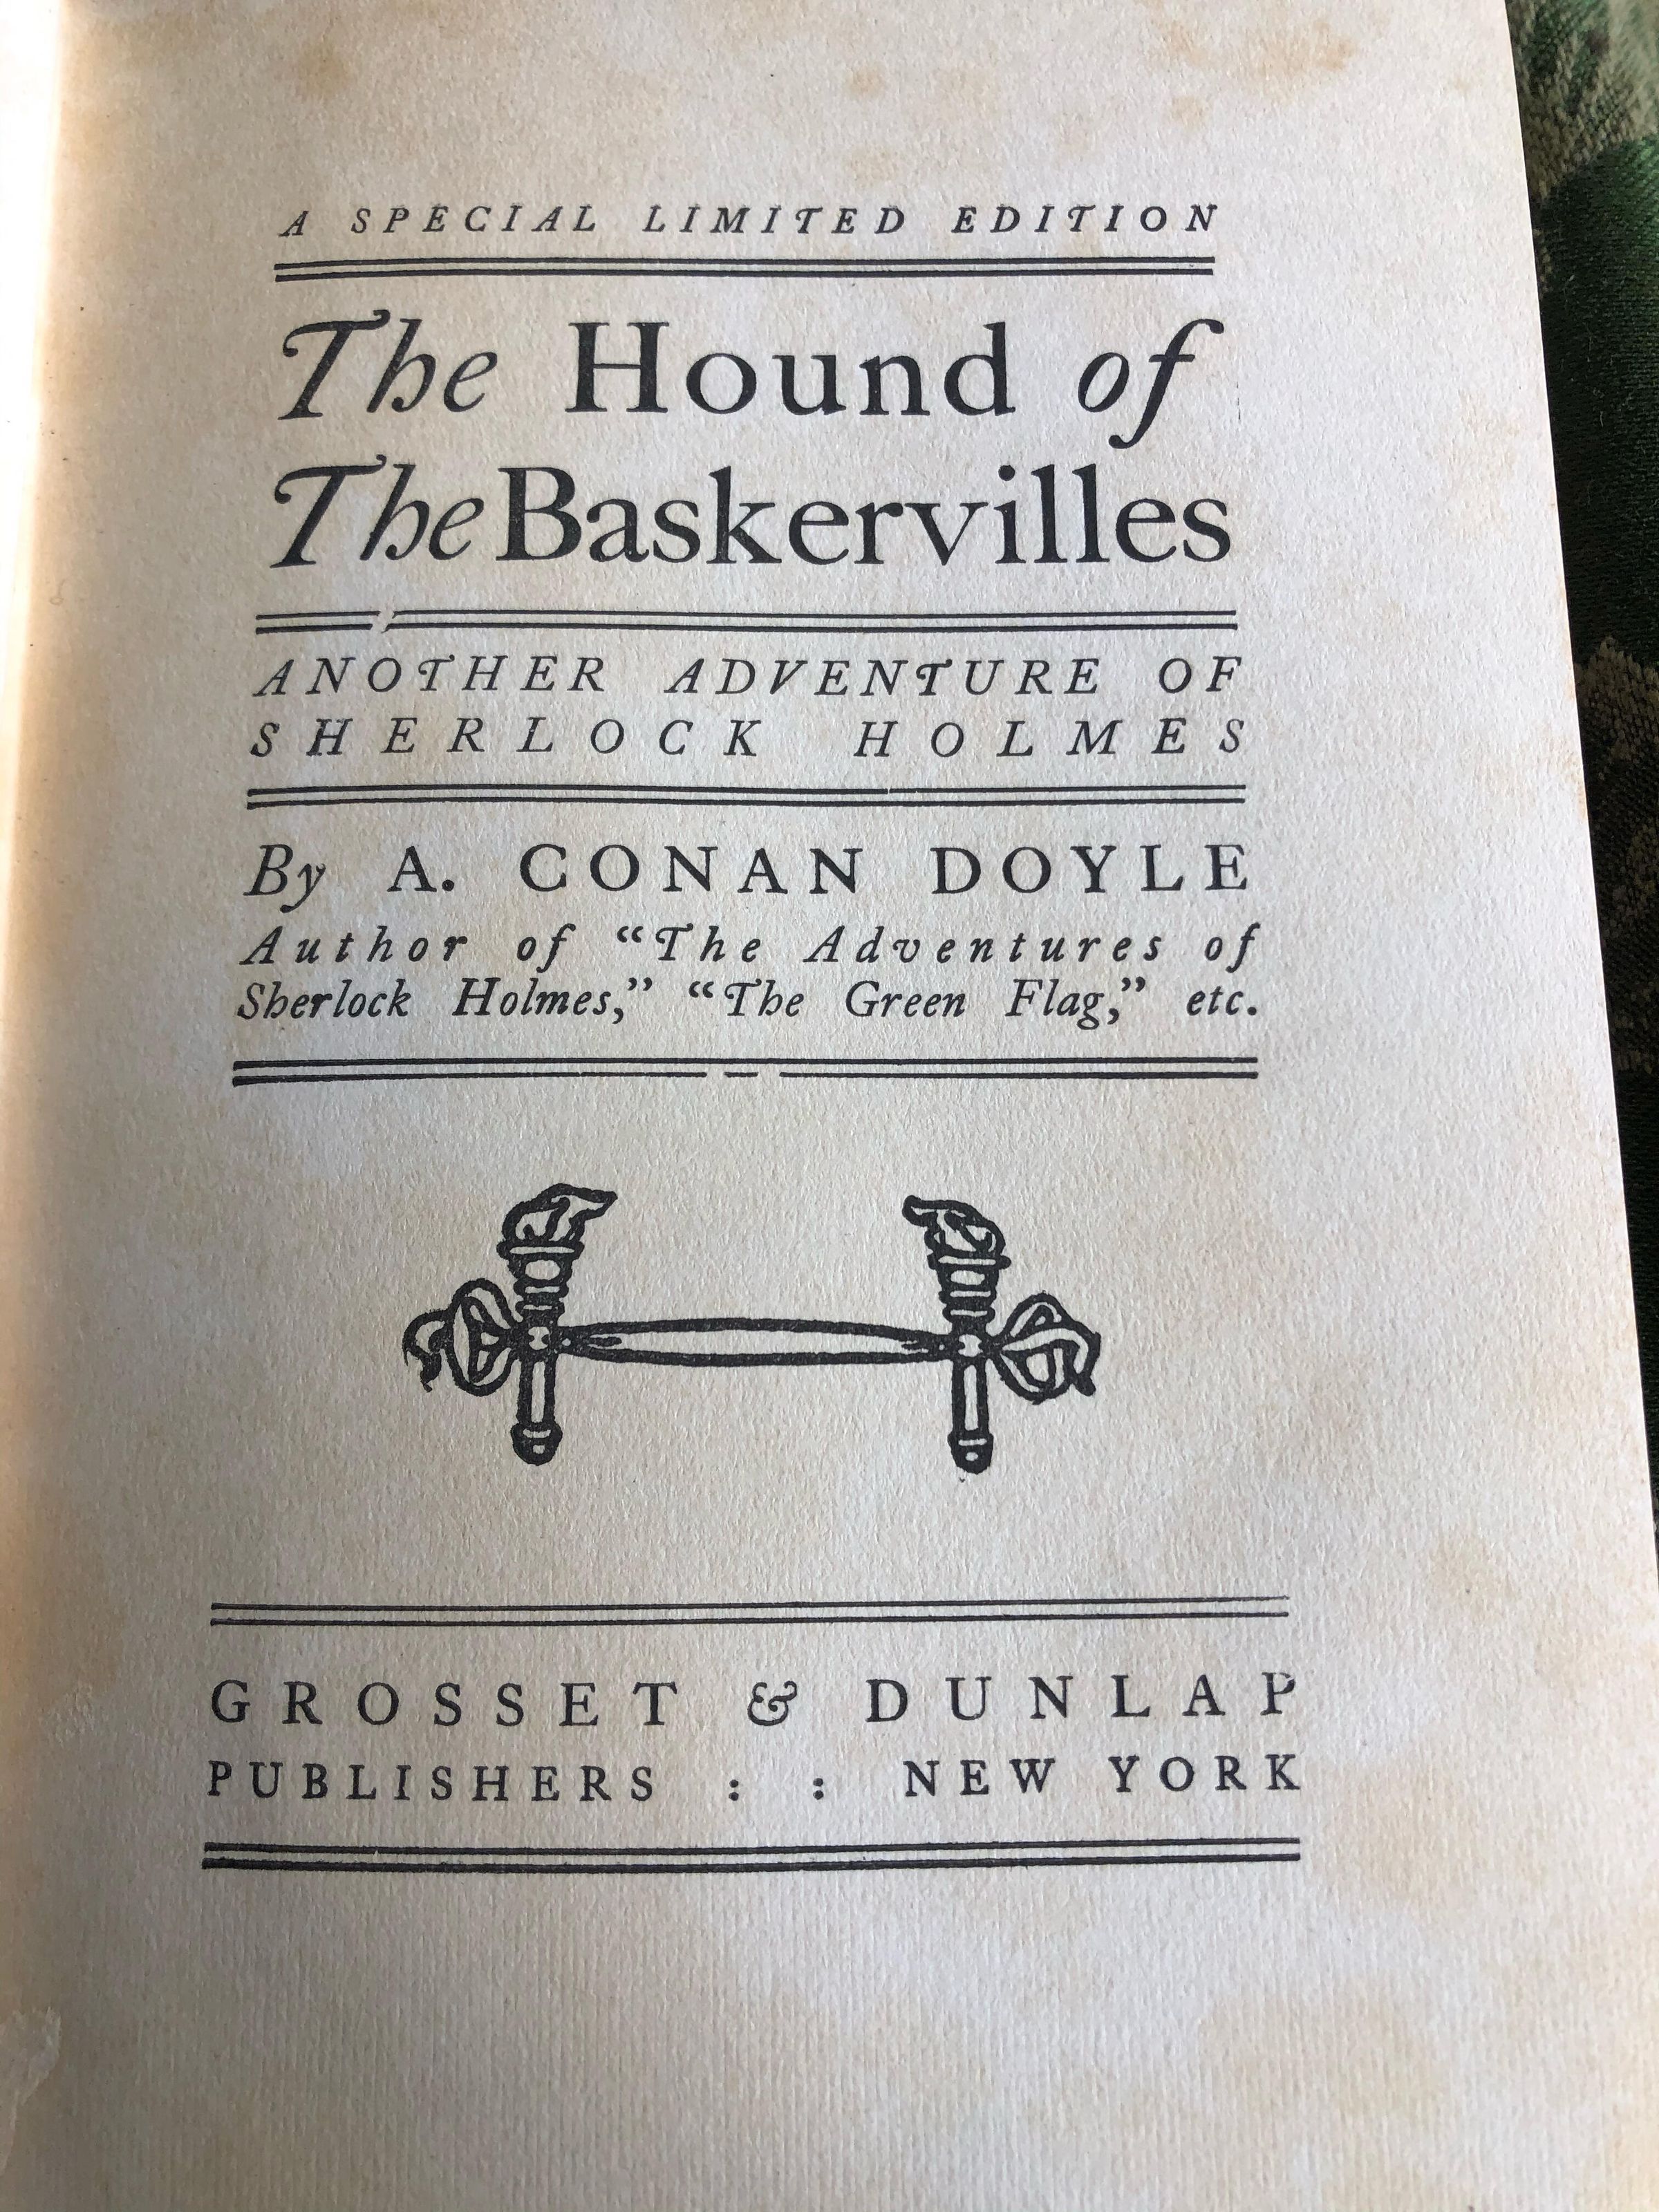 A SPECIAL LIMITED EDITION
The Hound of
The Baskervilles
ANOTHER ADVENTURE OF
SHERLOCK HOLMES
By A. CONAN DOYLE
Author of “The Adventures of
Sherlock Holmes,” “The Green Flag,” etc.
GROSSET & DUNLAP
PUBLISHERS : : NEW YORK